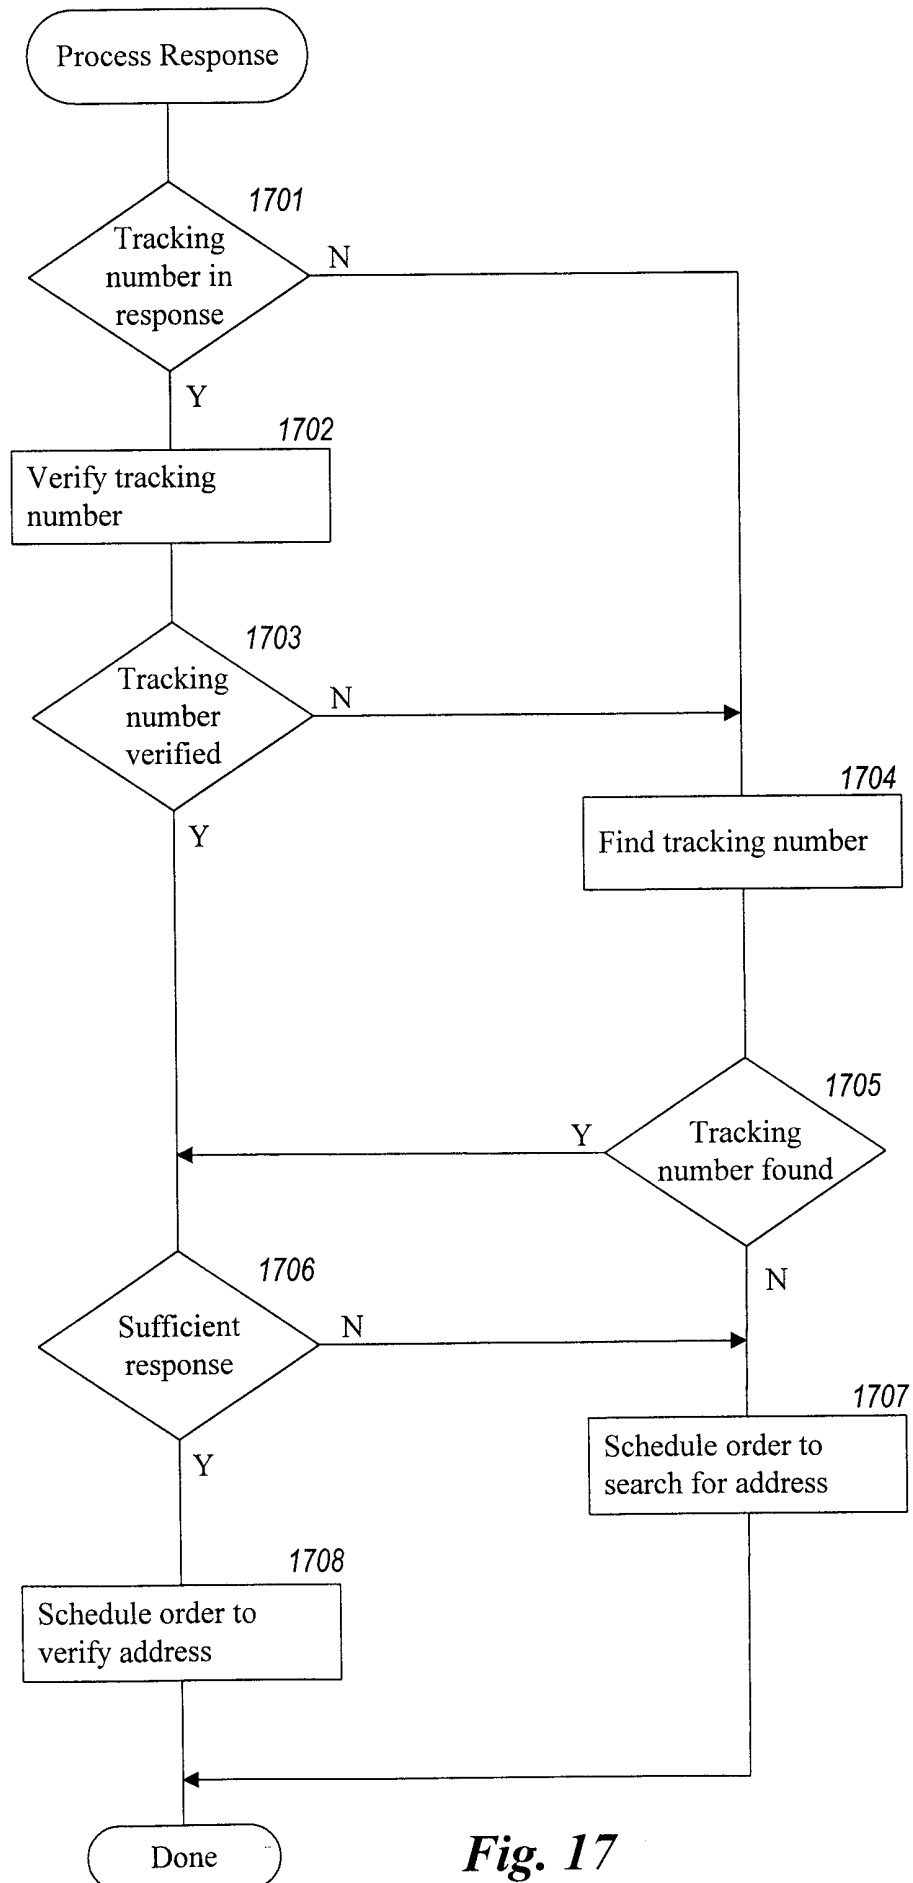 Process Response
1701
Tracking
number in
response
N
Y
1702
Verify tracking
number
1703
Tracking
number
verified
N
Y
1704
Find tracking number
1705
Tracking
number found
Y
N
1706
Sufficient
response
N
Y
1707
Schedule order to
search for address
1708
Schedule order to
verify address
Done
Fig. 17